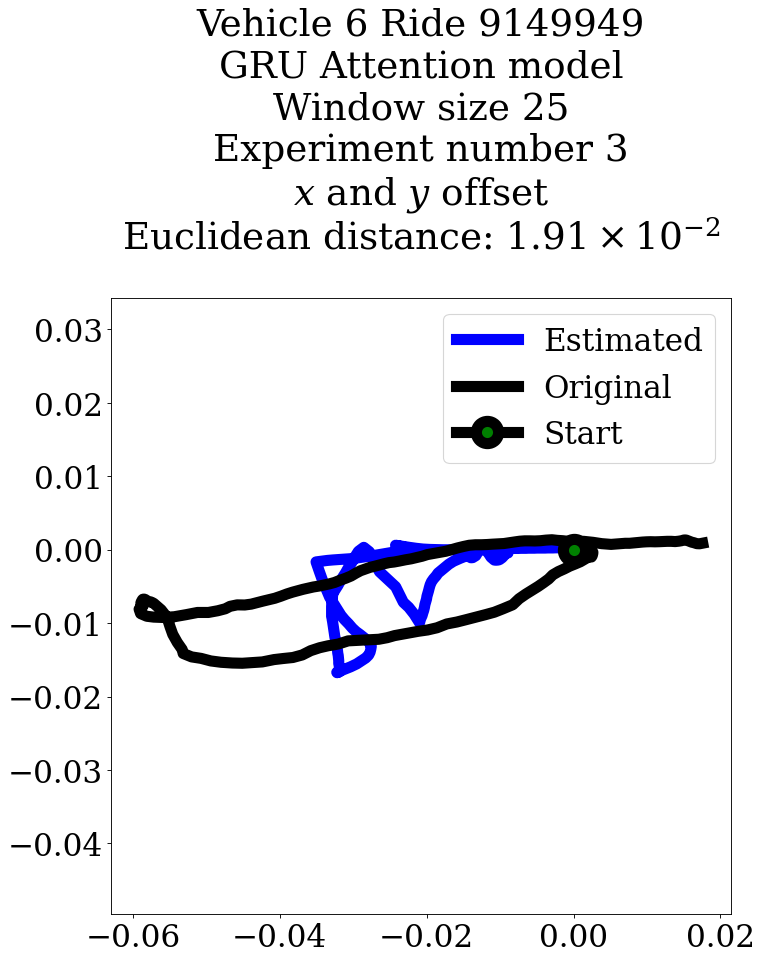 Vehicle 6 Ride 9149949
GRU Attention model
Window size 25
Experiment number 3
x and y offset
Euclidean distance: 1.91 × 10⁻²
Estimated
Original
Start
0.03
0.02
0.01
0.00
−0.01
−0.02
−0.03
−0.04
−0.06 −0.04 −0.02 0.00 0.02